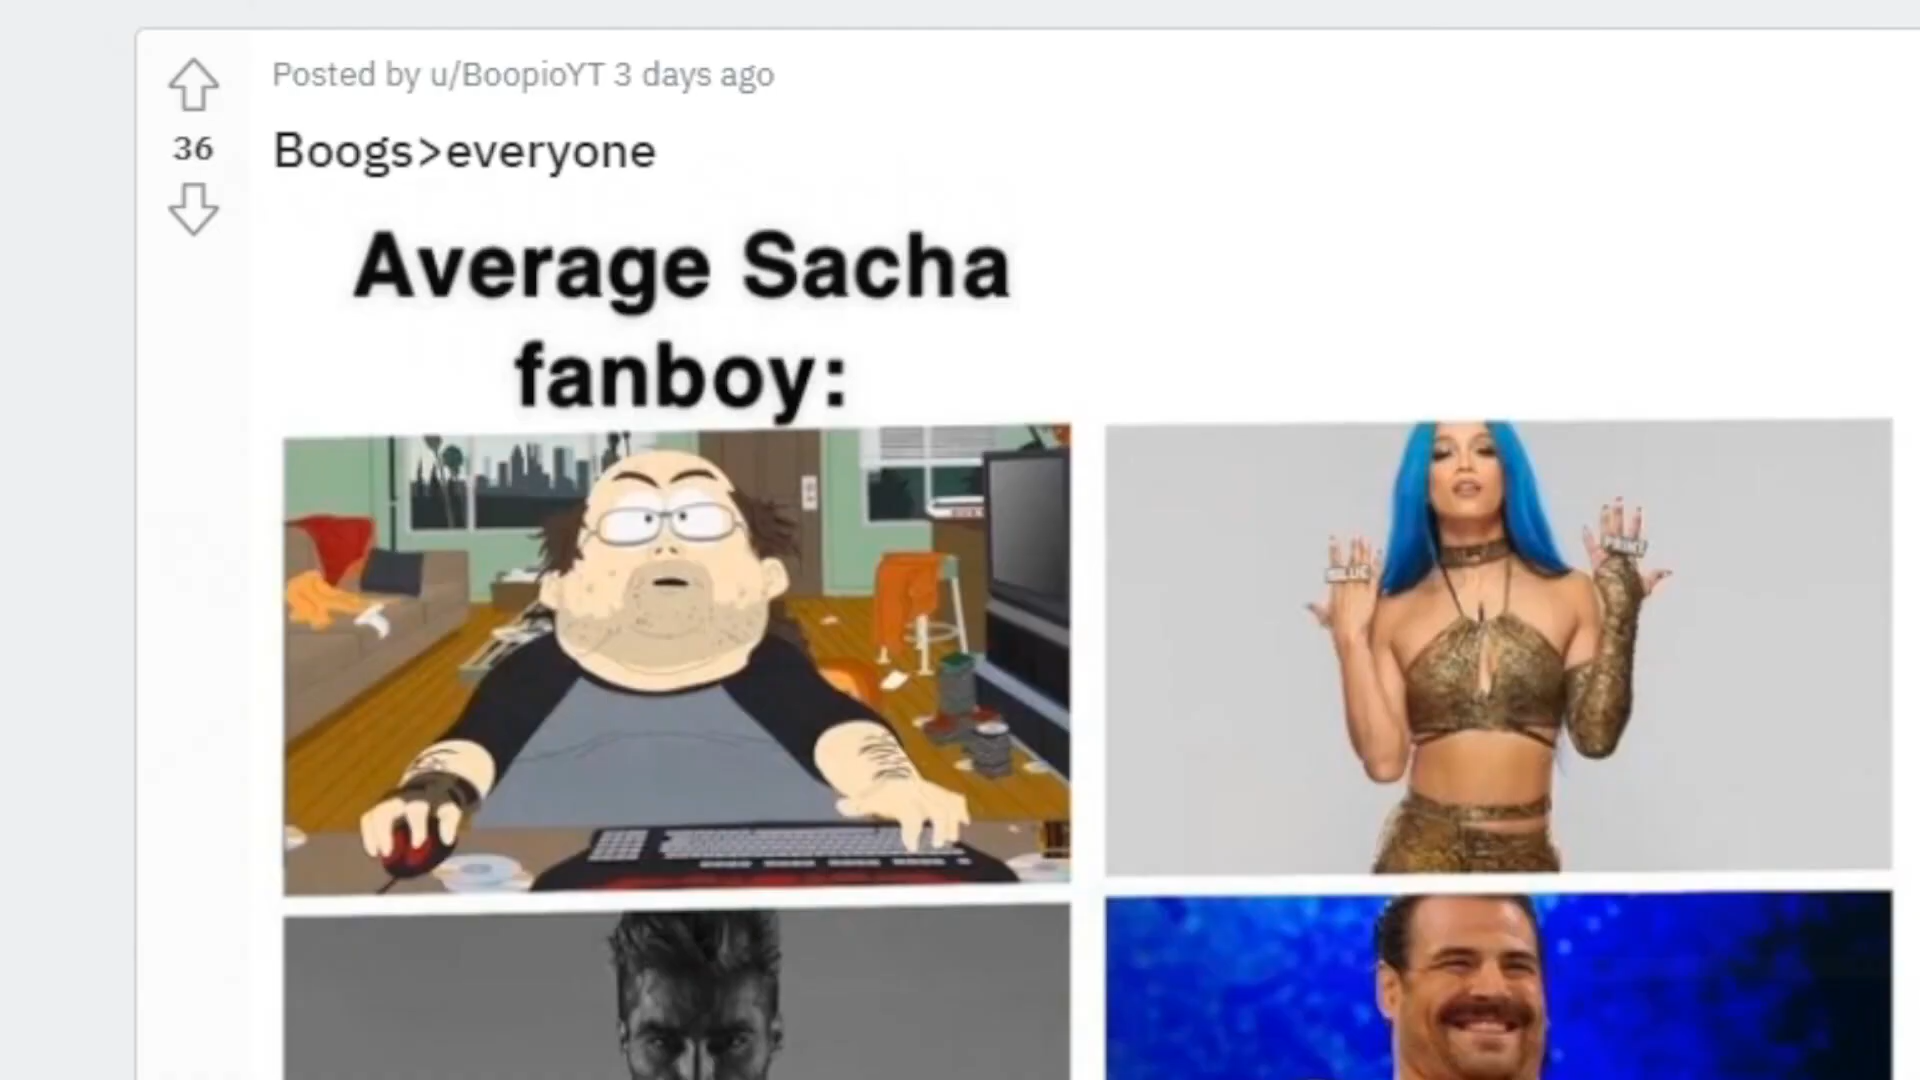 Posted by u/BoopioYT 3 days ago
36
Boogs>everyone
Average Sacha
fanboy: